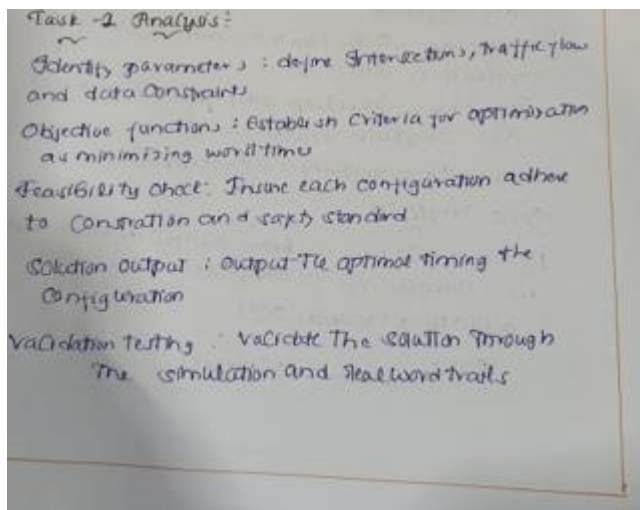 Task -2 Analysis:
Identify parameters : define Intersections, Traffic flow
and data Constraints
Objective functions : Establish Criteria for optimization
as minimizing worll time
Feasibility check: Insure each configuration adhere
to Constration and safety standard
Solution output : output The optimal timing the
Configuration
Validation testing : Validate The Solution Through
The simulation and Real word trails